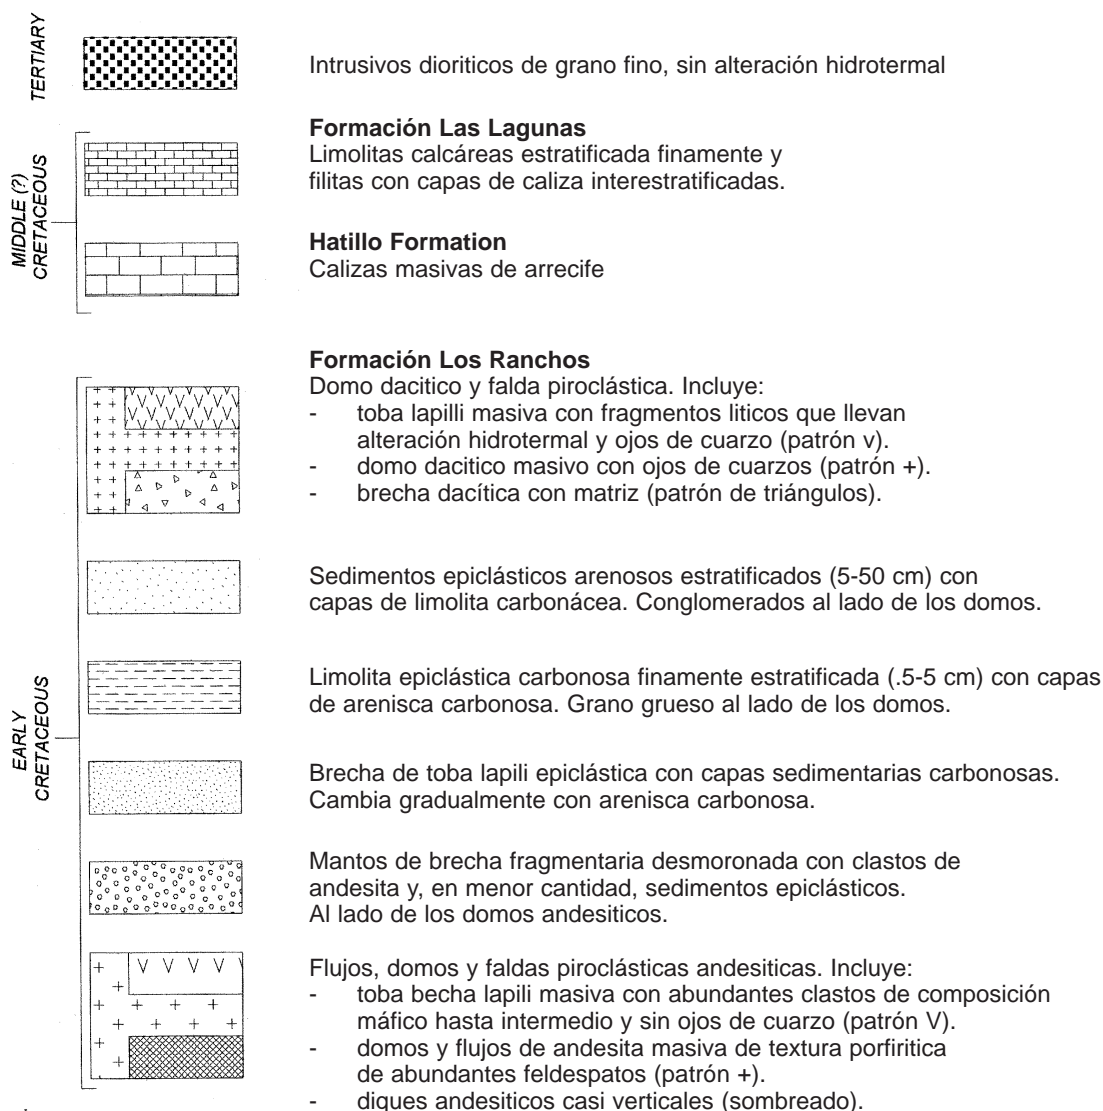 TERTIARY
Intrusivos dioriticos de grano fino, sin alteración hidrotermal
MIDDLE (?)
CRETACEOUS
Formación Las Lagunas
Limolitas calcáreas estratificada finamente y
filitas con capas de caliza interestratificadas.
Hatillo Formation
Calizas masivas de arrecife
EARLY
CRETACEOUS
Formación Los Ranchos
Domo dacitico y falda piroclástica. Incluye:
- toba lapilli masiva con fragmentos liticos que llevan
alteración hidrotermal y ojos de cuarzo (patrón v).
- domo dacitico masivo con ojos de cuarzos (patrón +).
- brecha dacítica con matriz (patrón de triángulos).
Sedimentos epiclásticos arenosos estratificados (5-50 cm) con
capas de limolita carbonácea. Conglomerados al lado de los domos.
Limolita epiclástica carbonosa finamente estratificada (.5-5 cm) con capas
de arenisca carbonosa. Grano grueso al lado de los domos.
Brecha de toba lapili epiclástica con capas sedimentarias carbonosas.
Cambia gradualmente con arenisca carbonosa.
Mantos de brecha fragmentaria desmoronada con clastos de
andesita y, en menor cantidad, sedimentos epiclásticos.
Al lado de los domos andesiticos.
Flujos, domos y faldas piroclásticas andesiticas. Incluye:
- toba becha lapili masiva con abundantes clastos de composición
máfico hasta intermedio y sin ojos de cuarzo (patrón V).
- domos y flujos de andesita masiva de textura porfiritica
de abundantes feldespatos (patrón +).
- diques andesiticos casi verticales (sombreado).